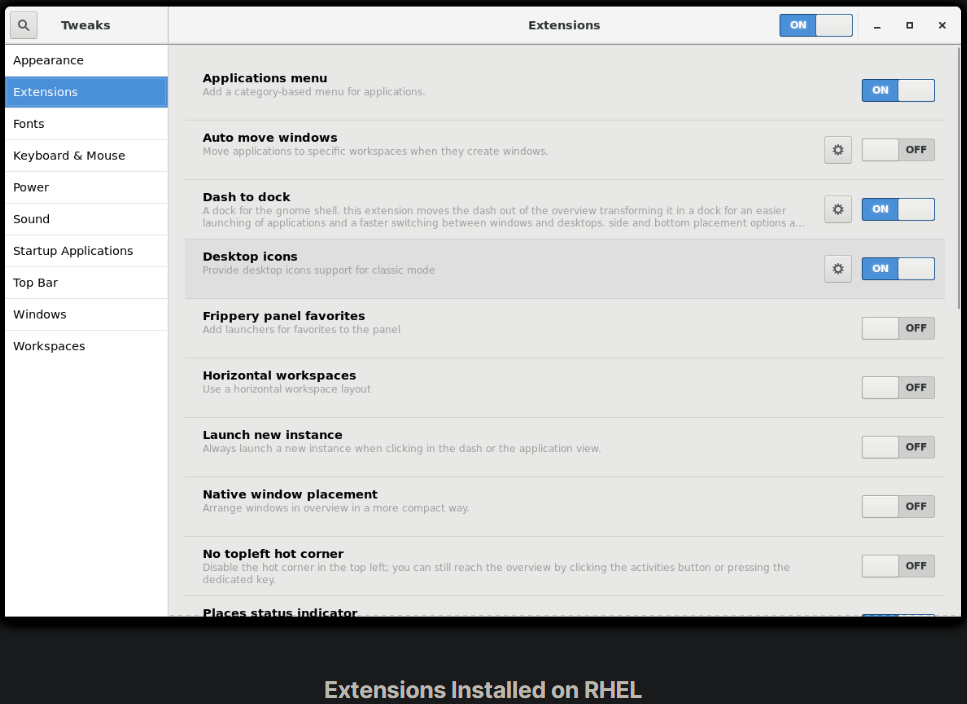 Tweaks
Extensions
ON
Appearance
Extensions
Fonts
Keyboard & Mouse
Power
Sound
Startup Applications
Top Bar
Windows
Workspaces
Applications menu
Add a category-based menu for applications.
ON
Auto move windows
Move applications to specific workspaces when they create windows.
OFF
Dash to dock
A dock for the gnome shell. this extension moves the dash out of the overview transforming it in a dock for an easier
launching of applications and a faster switching between windows and desktops. side and bottom placement options a...
ON
Desktop icons
Provide desktop icons support for classic mode
ON
Frippery panel favorites
Add launchers for favorites to the panel
OFF
Horizontal workspaces
Use a horizontal workspace layout
OFF
Launch new instance
Always launch a new instance when clicking in the dash or the application view.
OFF
Native window placement
Arrange windows in overview in a more compact way.
OFF
No topleft hot corner
Disable the hot corner in the top left; you can still reach the overview by clicking the activities button or pressing the
dedicated key.
OFF
Places status indicator
Extensions Installed on RHEL